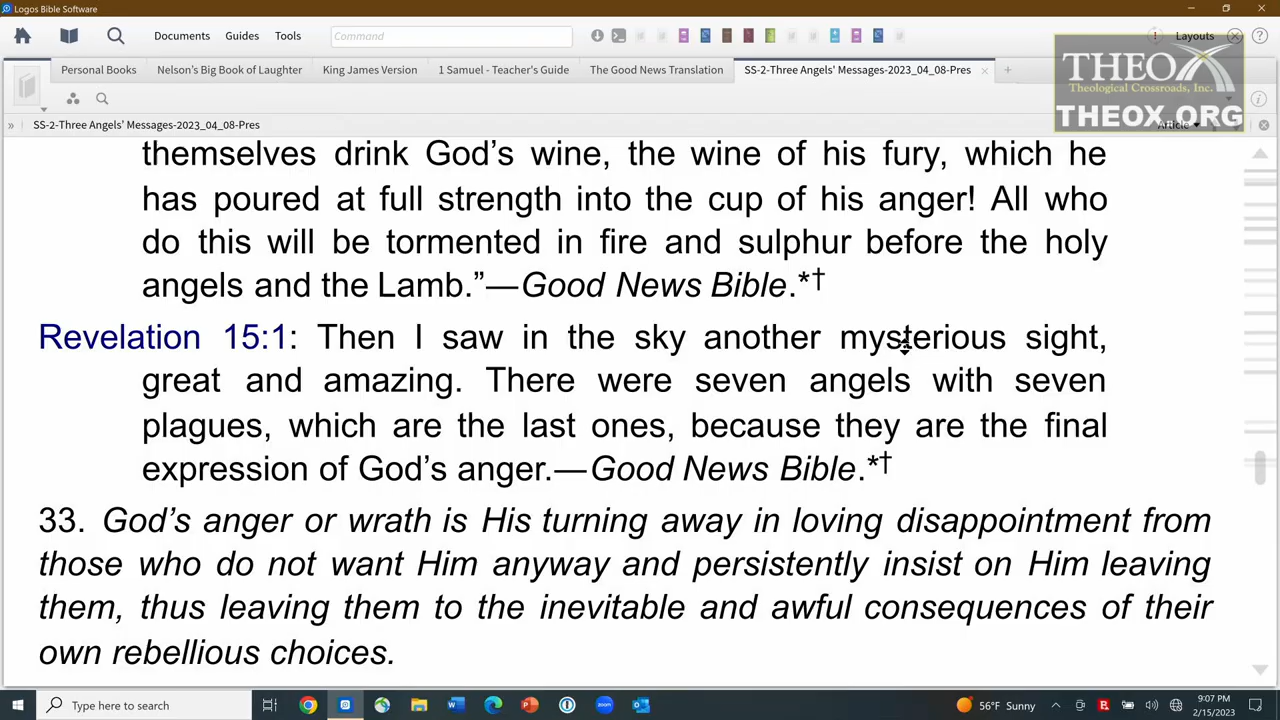 Logos Bible Software
Documents Guides Tools Command Layouts
THEOX
Theological Crossroads, Inc.
THEOX.ORG
Personal Books Nelson's Big Book of Laughter King James Version 1 Samuel - Teacher's Guide The Good News Translation SS-2-Three Angels' Messages-2023_04_08-Pres
SS-2-Three Angels' Messages-2023_04_08-Pres Article
themselves drink God’s wine, the wine of his fury, which he
has poured at full strength into the cup of his anger! All who
do this will be tormented in fire and sulphur before the holy
angels and the Lamb.”—Good News Bible.*†
Revelation 15:1: Then I saw in the sky another mysterious sight,
great and amazing. There were seven angels with seven
plagues, which are the last ones, because they are the final
expression of God’s anger.—Good News Bible.*†
33. God’s anger or wrath is His turning away in loving disappointment from
those who do not want Him anyway and persistently insist on Him leaving
them, thus leaving them to the inevitable and awful consequences of their
own rebellious choices.
Type here to search
56°F Sunny
9:07 PM
2/15/2023